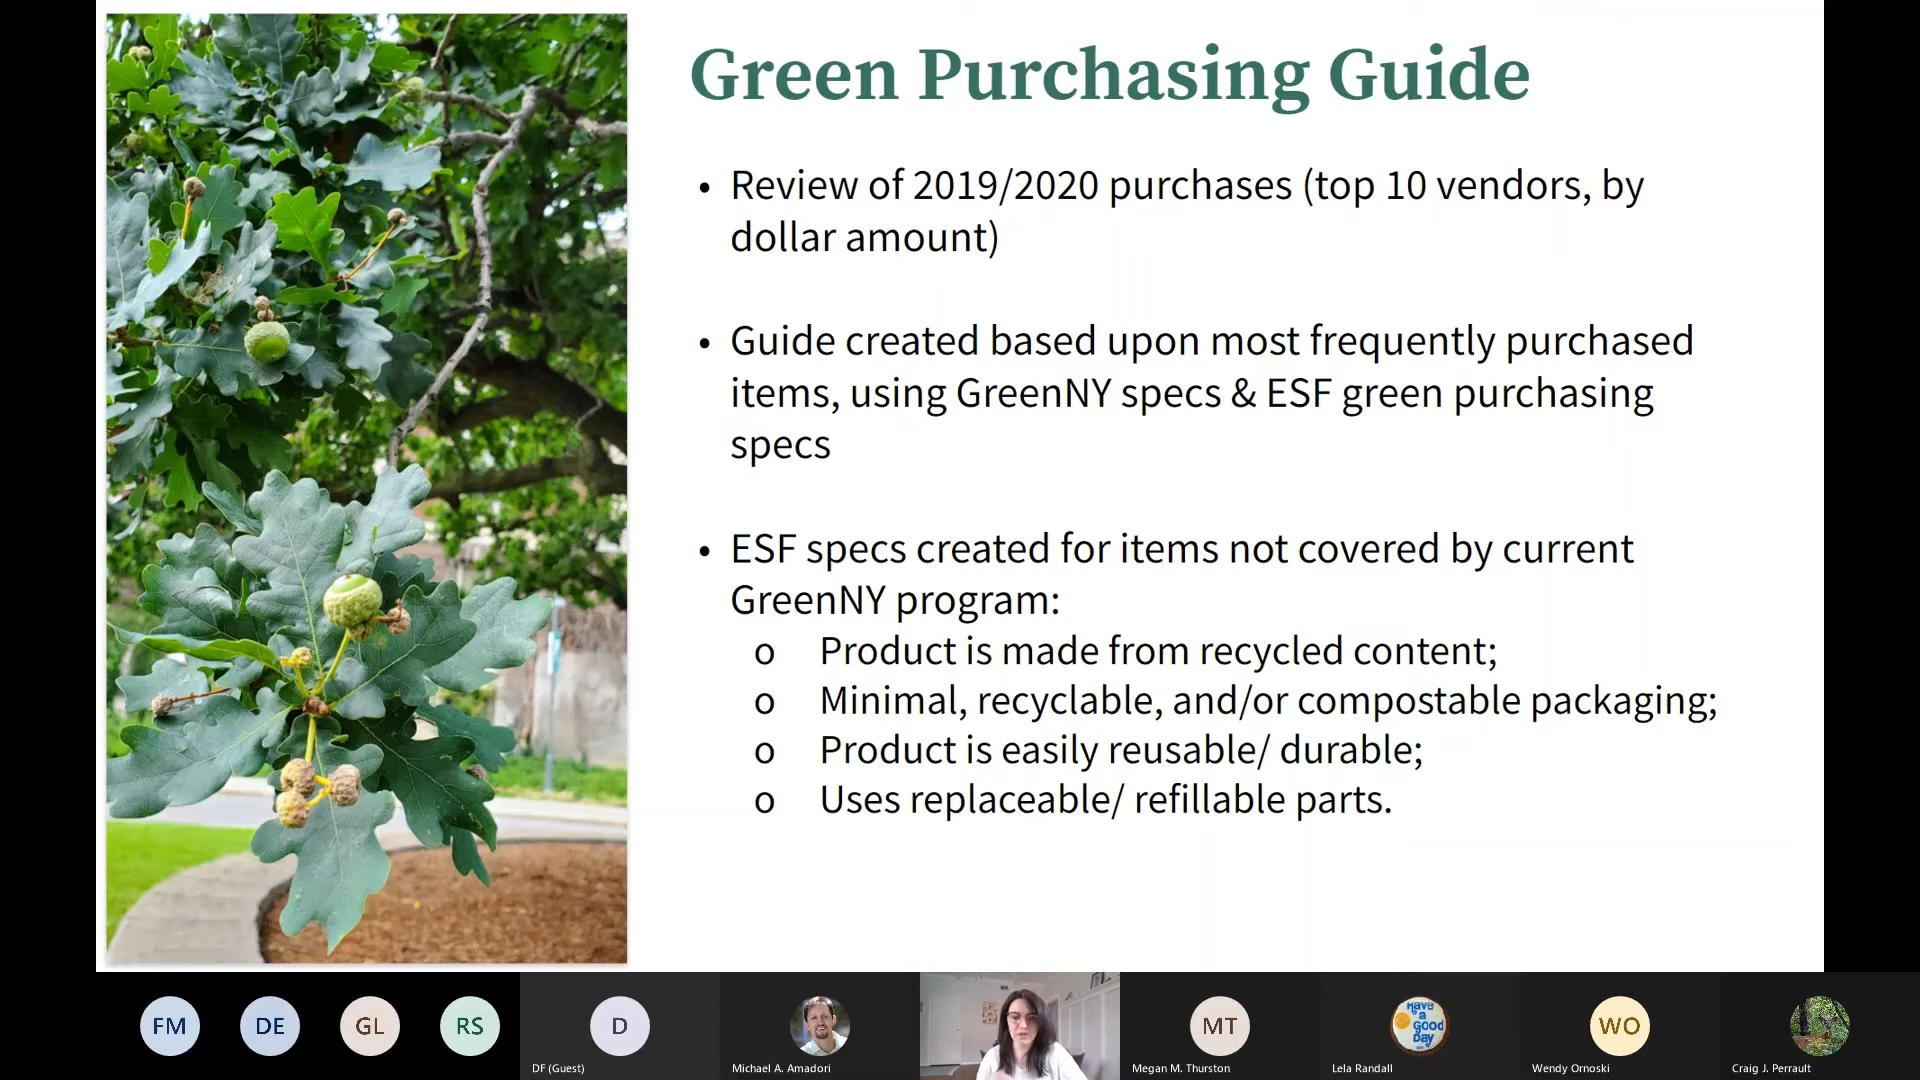 Green Purchasing Guide
• Review of 2019/2020 purchases (top 10 vendors, by
dollar amount)
• Guide created based upon most frequently purchased
items, using GreenNY specs & ESF green purchasing
specs
• ESF specs created for items not covered by current
GreenNY program:
o Product is made from recycled content;
o Minimal, recyclable, and/or compostable packaging;
o Product is easily reusable/ durable;
o Uses replaceable/ refillable parts.
FM
DE
GL
RS
D
DF (Guest)
Michael A. Amadori
MT
Megan M. Thurston
Have
a
Good
Day
Lela Randall
WO
Wendy Ornoski
Craig J. Perrault